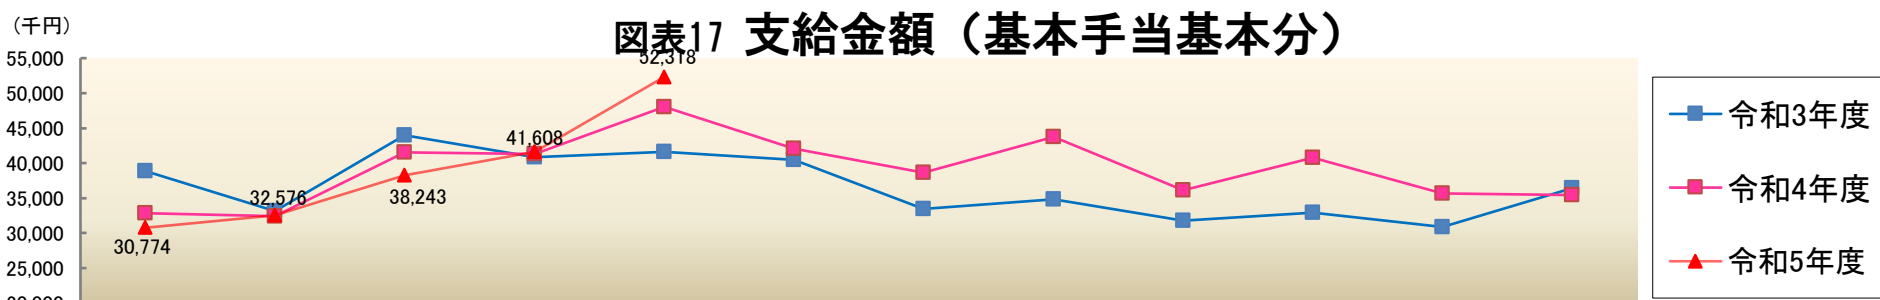 (千円)
図表17 支給金額（基本手当基本分）
55,000
50,000
45,000
40,000
35,000
30,000
25,000
52,318
41,608
32,576
38,243
30,774
令和3年度
令和4年度
令和5年度